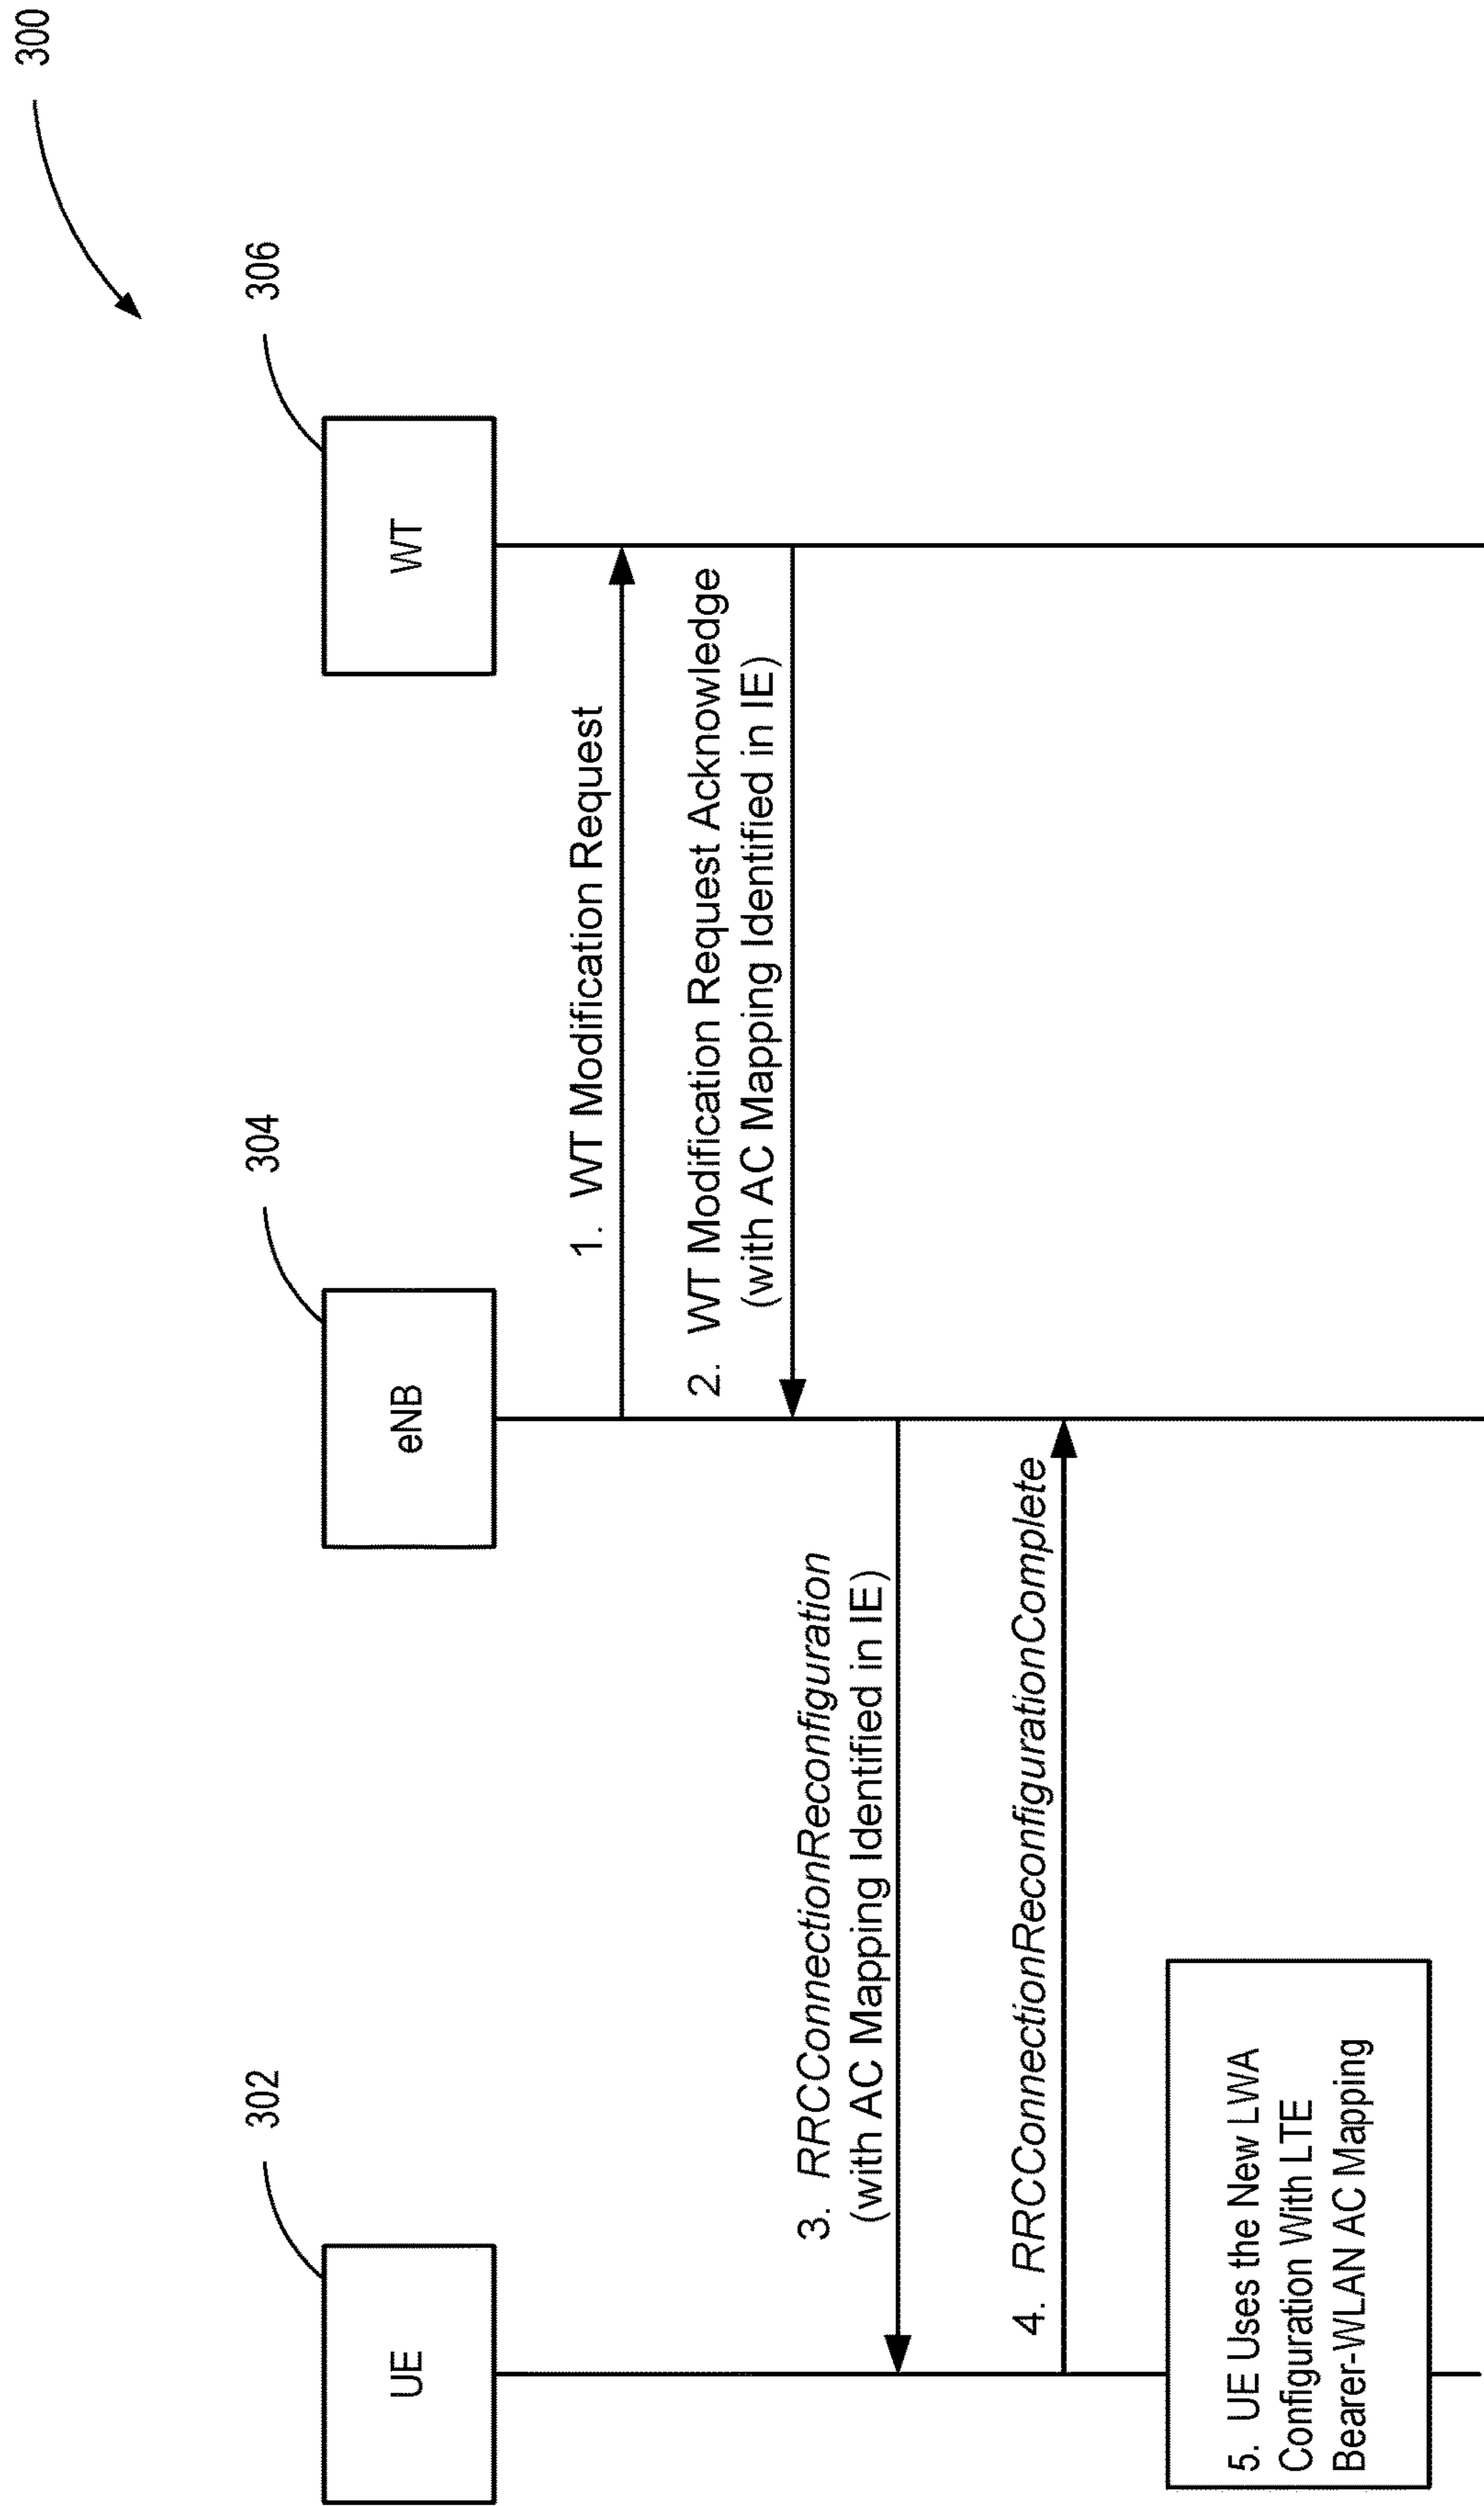 300
302
304
306
UE
eNB
WT
1. WT Modification Request
2. WT Modification Request Acknowledge
(with AC Mapping Identified in IE)
3. RRCConnectionReconfiguration
(with AC Mapping Identified in IE)
4. RRCConnectionReconfigurationComplete
5. UE Uses the New LWA
Configuration With LTE
Bearer-WLAN AC Mapping